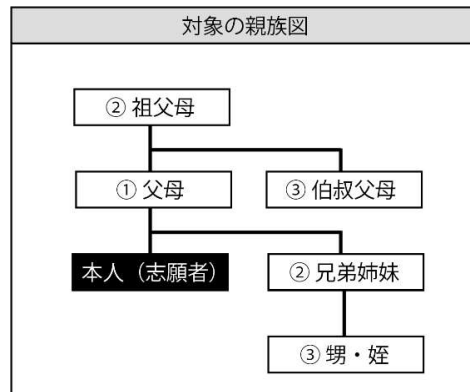 対象の親族図
② 祖父母
① 父母
③ 伯叔父母
本人（志願者）
② 兄弟姉妹
③ 甥・姪